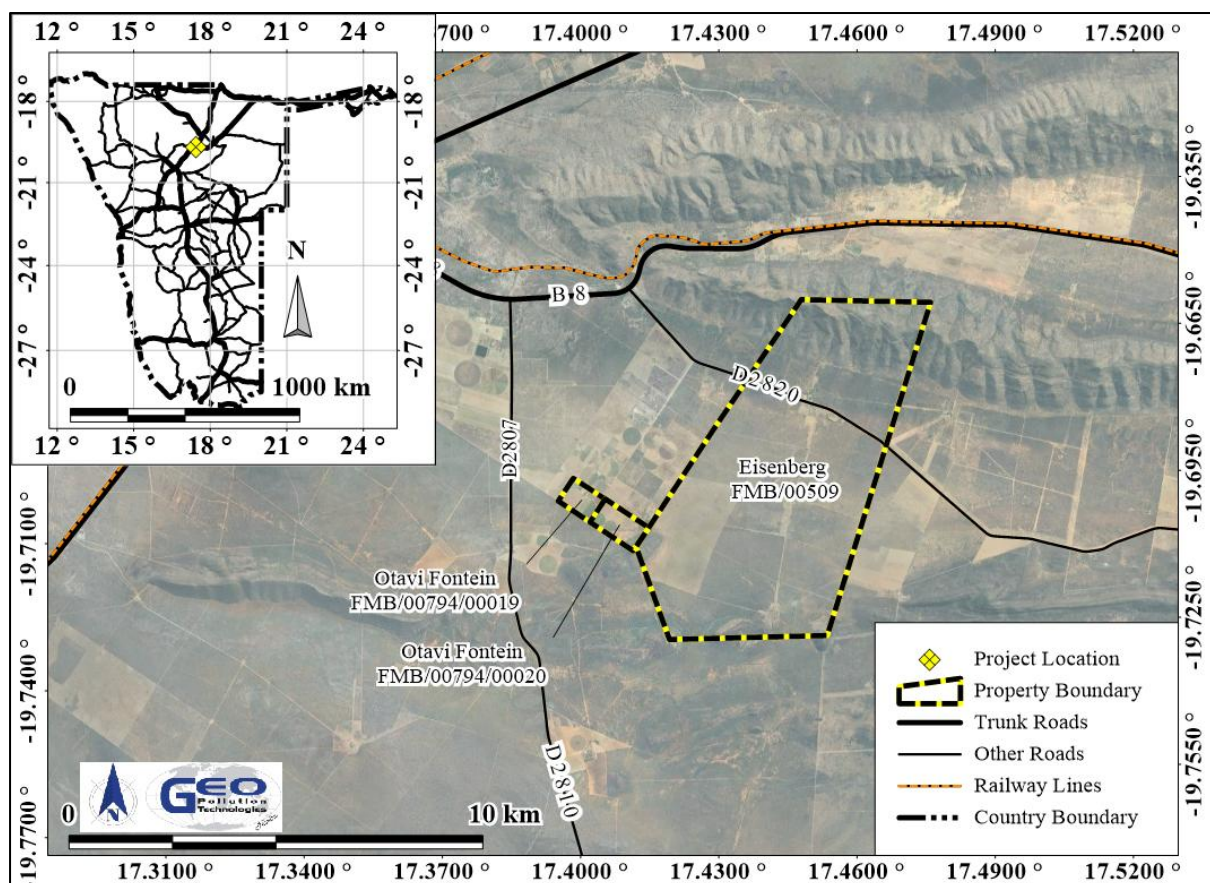 12 ° 15 ° 18 ° 21 ° 24 °
-18 °
-21 °
-24 °
-27 °
-18 °
-21 °
-24 °
-27 °
N
0 1000 km
12 ° 15 ° 18 ° 21 ° 24 °
700 ° 17.4000 ° 17.4300 ° 17.4600 ° 17.4900 ° 17.5200 °
-19.6350 °
-19.6650 °
-19.6950 °
-19.7250 °
-19.7550 °
B 8
D2820
D2807
D2810
Eisenberg
FMB/00509
Otavi Fontein
FMB/00794/00019
Otavi Fontein
FMB/00794/00020
-19.7100 °
-19.7400 °
-19.7700 °
Project Location
Property Boundary
Trunk Roads
Other Roads
Railway Lines
Country Boundary
N
GEO
Pollution
Technologies
0 10 km
17.3100 ° 17.3400 ° 17.3700 ° 17.4000 ° 17.4300 ° 17.4600 ° 17.4900 ° 17.5200 °